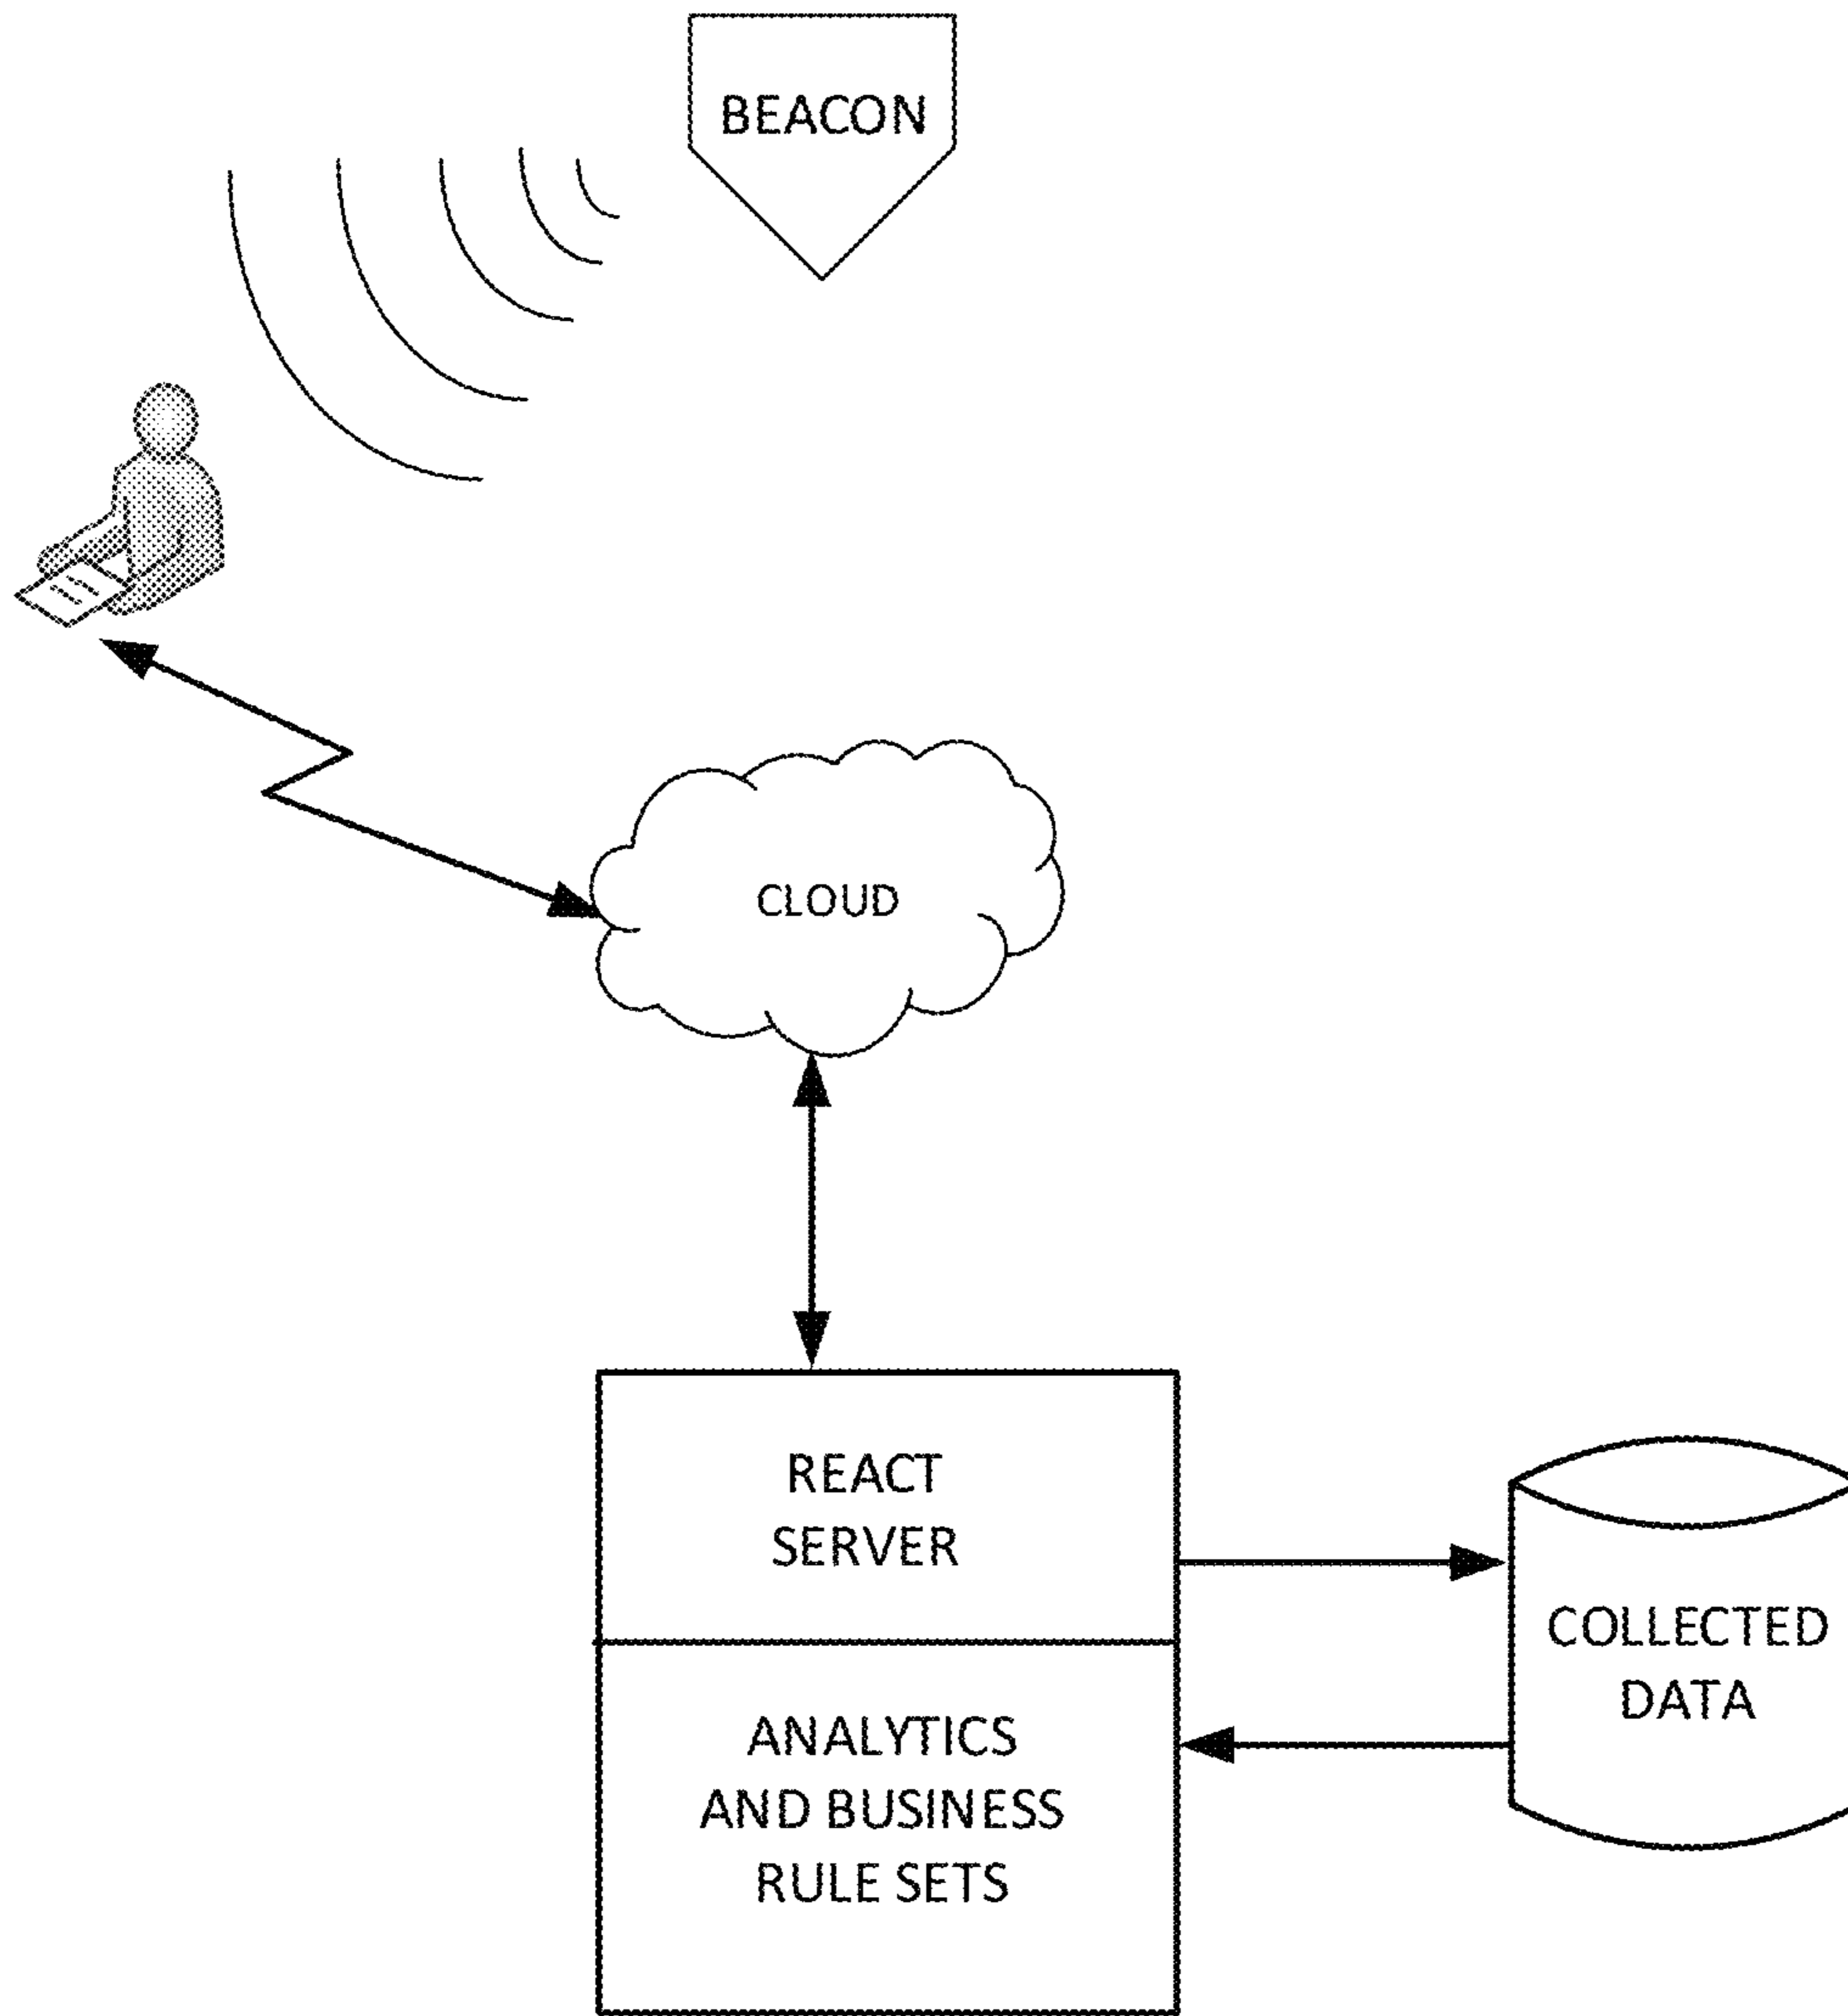 BEACON
CLOUD
REACT
SERVER
COLLECTED
DATA
ANALYTICS
AND BUSINESS
RULE SETS